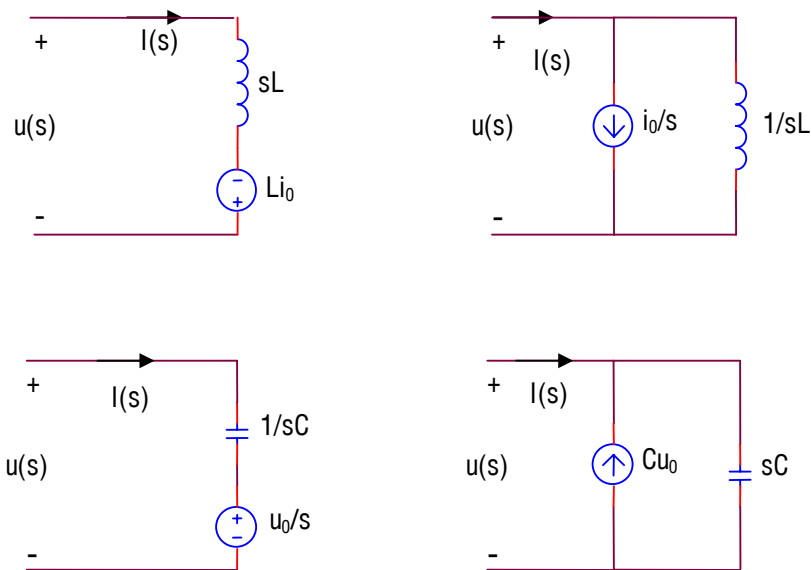 +
I(s)
sL
u(s)
-
+
Li₀
-
+
I(s)
u(s)
i₀/s
1/sL
-
+
I(s)
1/sC
u(s)
+
-
u₀/s
-
+
I(s)
u(s)
Cu₀
sC
-